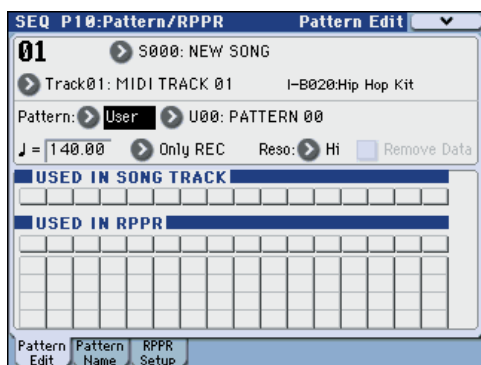 SEQ P10:Pattern/RPPR Pattern Edit
01 S000: NEW SONG
Track01: MIDI TRACK 01 I-B020:Hip Hop Kit
Pattern: User U00: PATTERN 00
♩= 140.00 Only REC Reso: Hi Remove Data
USED IN SONG TRACK
USED IN RPPR
Pattern Edit Pattern Name RPPR Setup